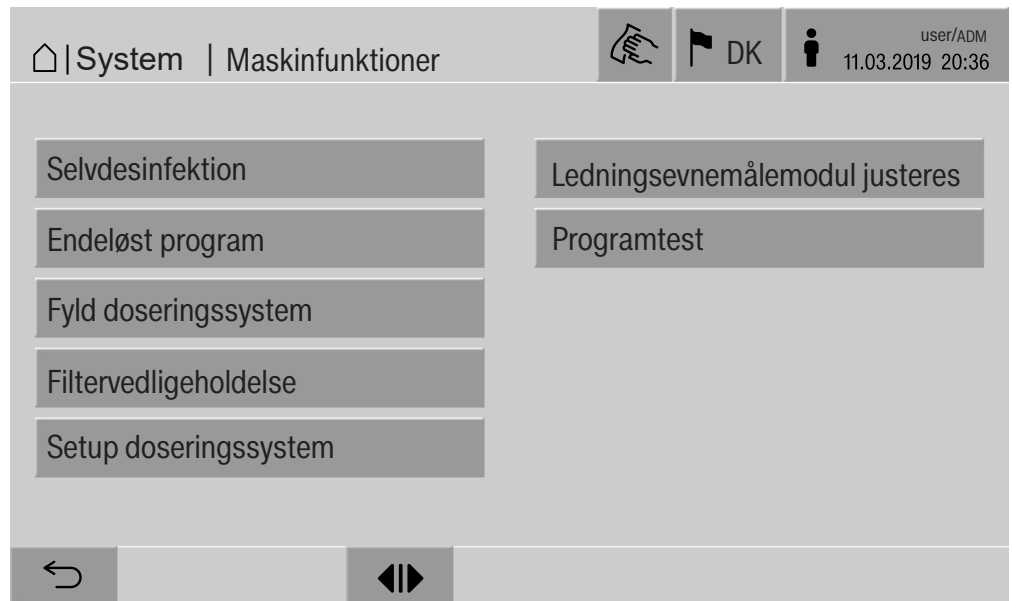 | System | Maskinfunktioner
DK
user/ADM
11.03.2019 20:36
Selvdesinfektion
Endeløst program
Fyld doseringssystem
Filtervedligeholdelse
Setup doseringssystem
Ledningsevnemålemodul justeres
Programtest